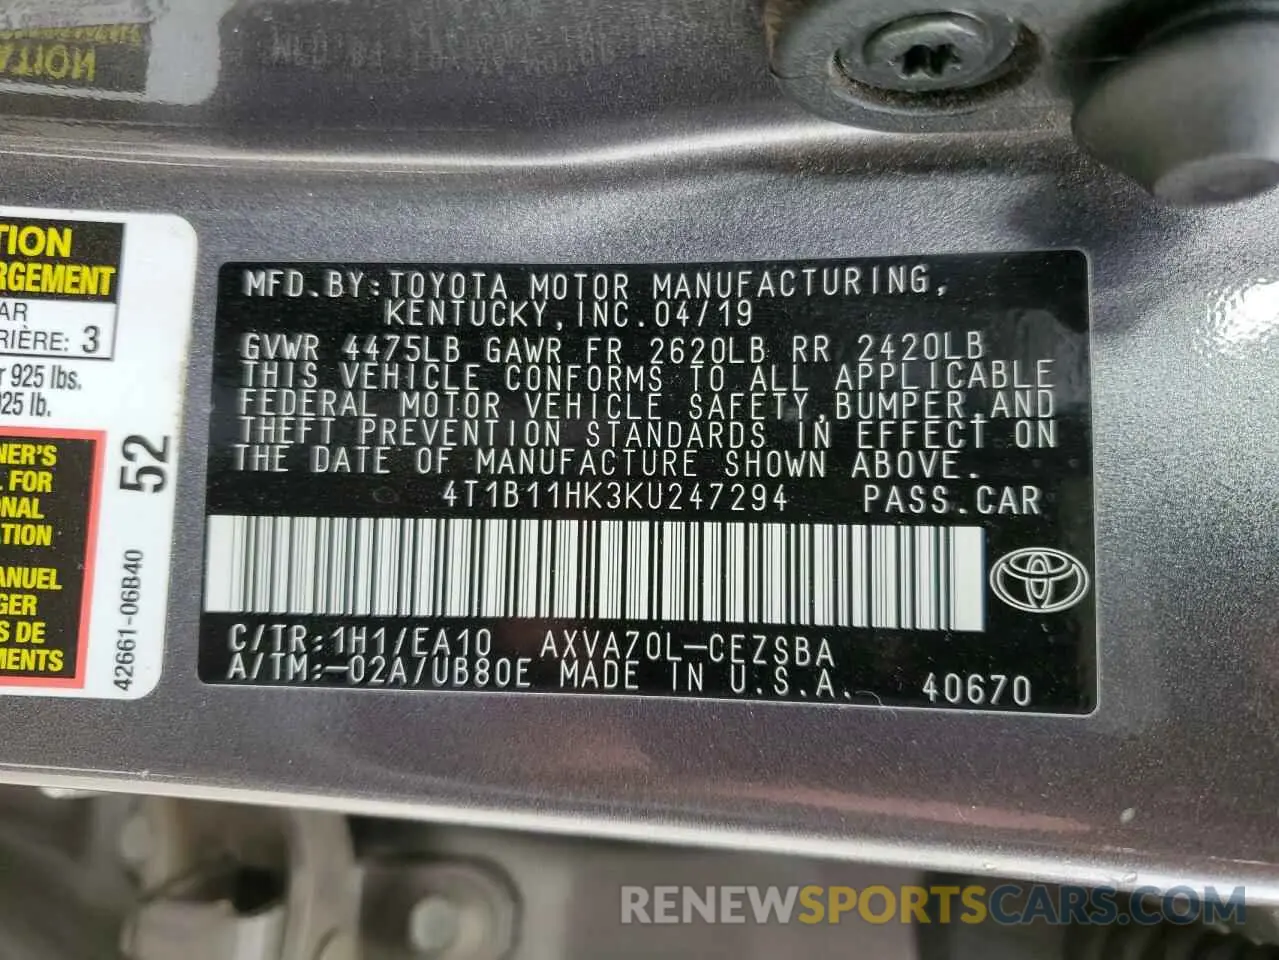 ATION
TION
RGEMENT
AR
RIÈRE: 3
925 lbs.
925 lb.
NER'S
FOR
NAL
TION
ANUEL
GER
S DE
MENTS
52
42661-06B40
MFD.BY:TOYOTA MOTOR MANUFACTURING,
KENTUCKY,INC.04/19
GVWR 4475LB GAWR FR 2620LB RR 2420LB
THIS VEHICLE CONFORMS TO ALL APPLICABLE
FEDERAL MOTOR VEHICLE SAFETY,BUMPER,AND
THEFT PREVENTION STANDARDS IN EFFECT ON
THE DATE OF MANUFACTURE SHOWN ABOVE.
4T1B11HK3KU247294 PASS.CAR
C/TR:1H1/EA10 AXVA70L-CEZSBA
A/TM:-02A/UB80E MADE IN U.S.A. 40670
RENEWSPORTSCARS.COM